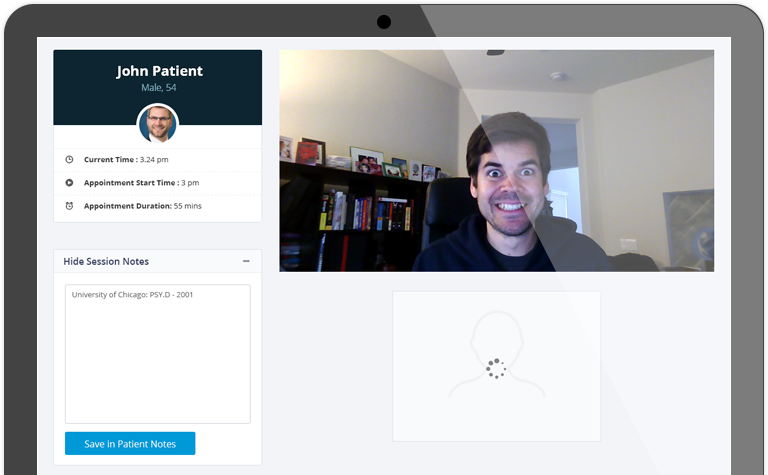 John Patient
Male, 54
Current Time : 3.24 pm
Appointment Start Time : 3 pm
Appointment Duration: 55 mins
Hide Session Notes
University of Chicago: PSY.D - 2001
Save in Patient Notes